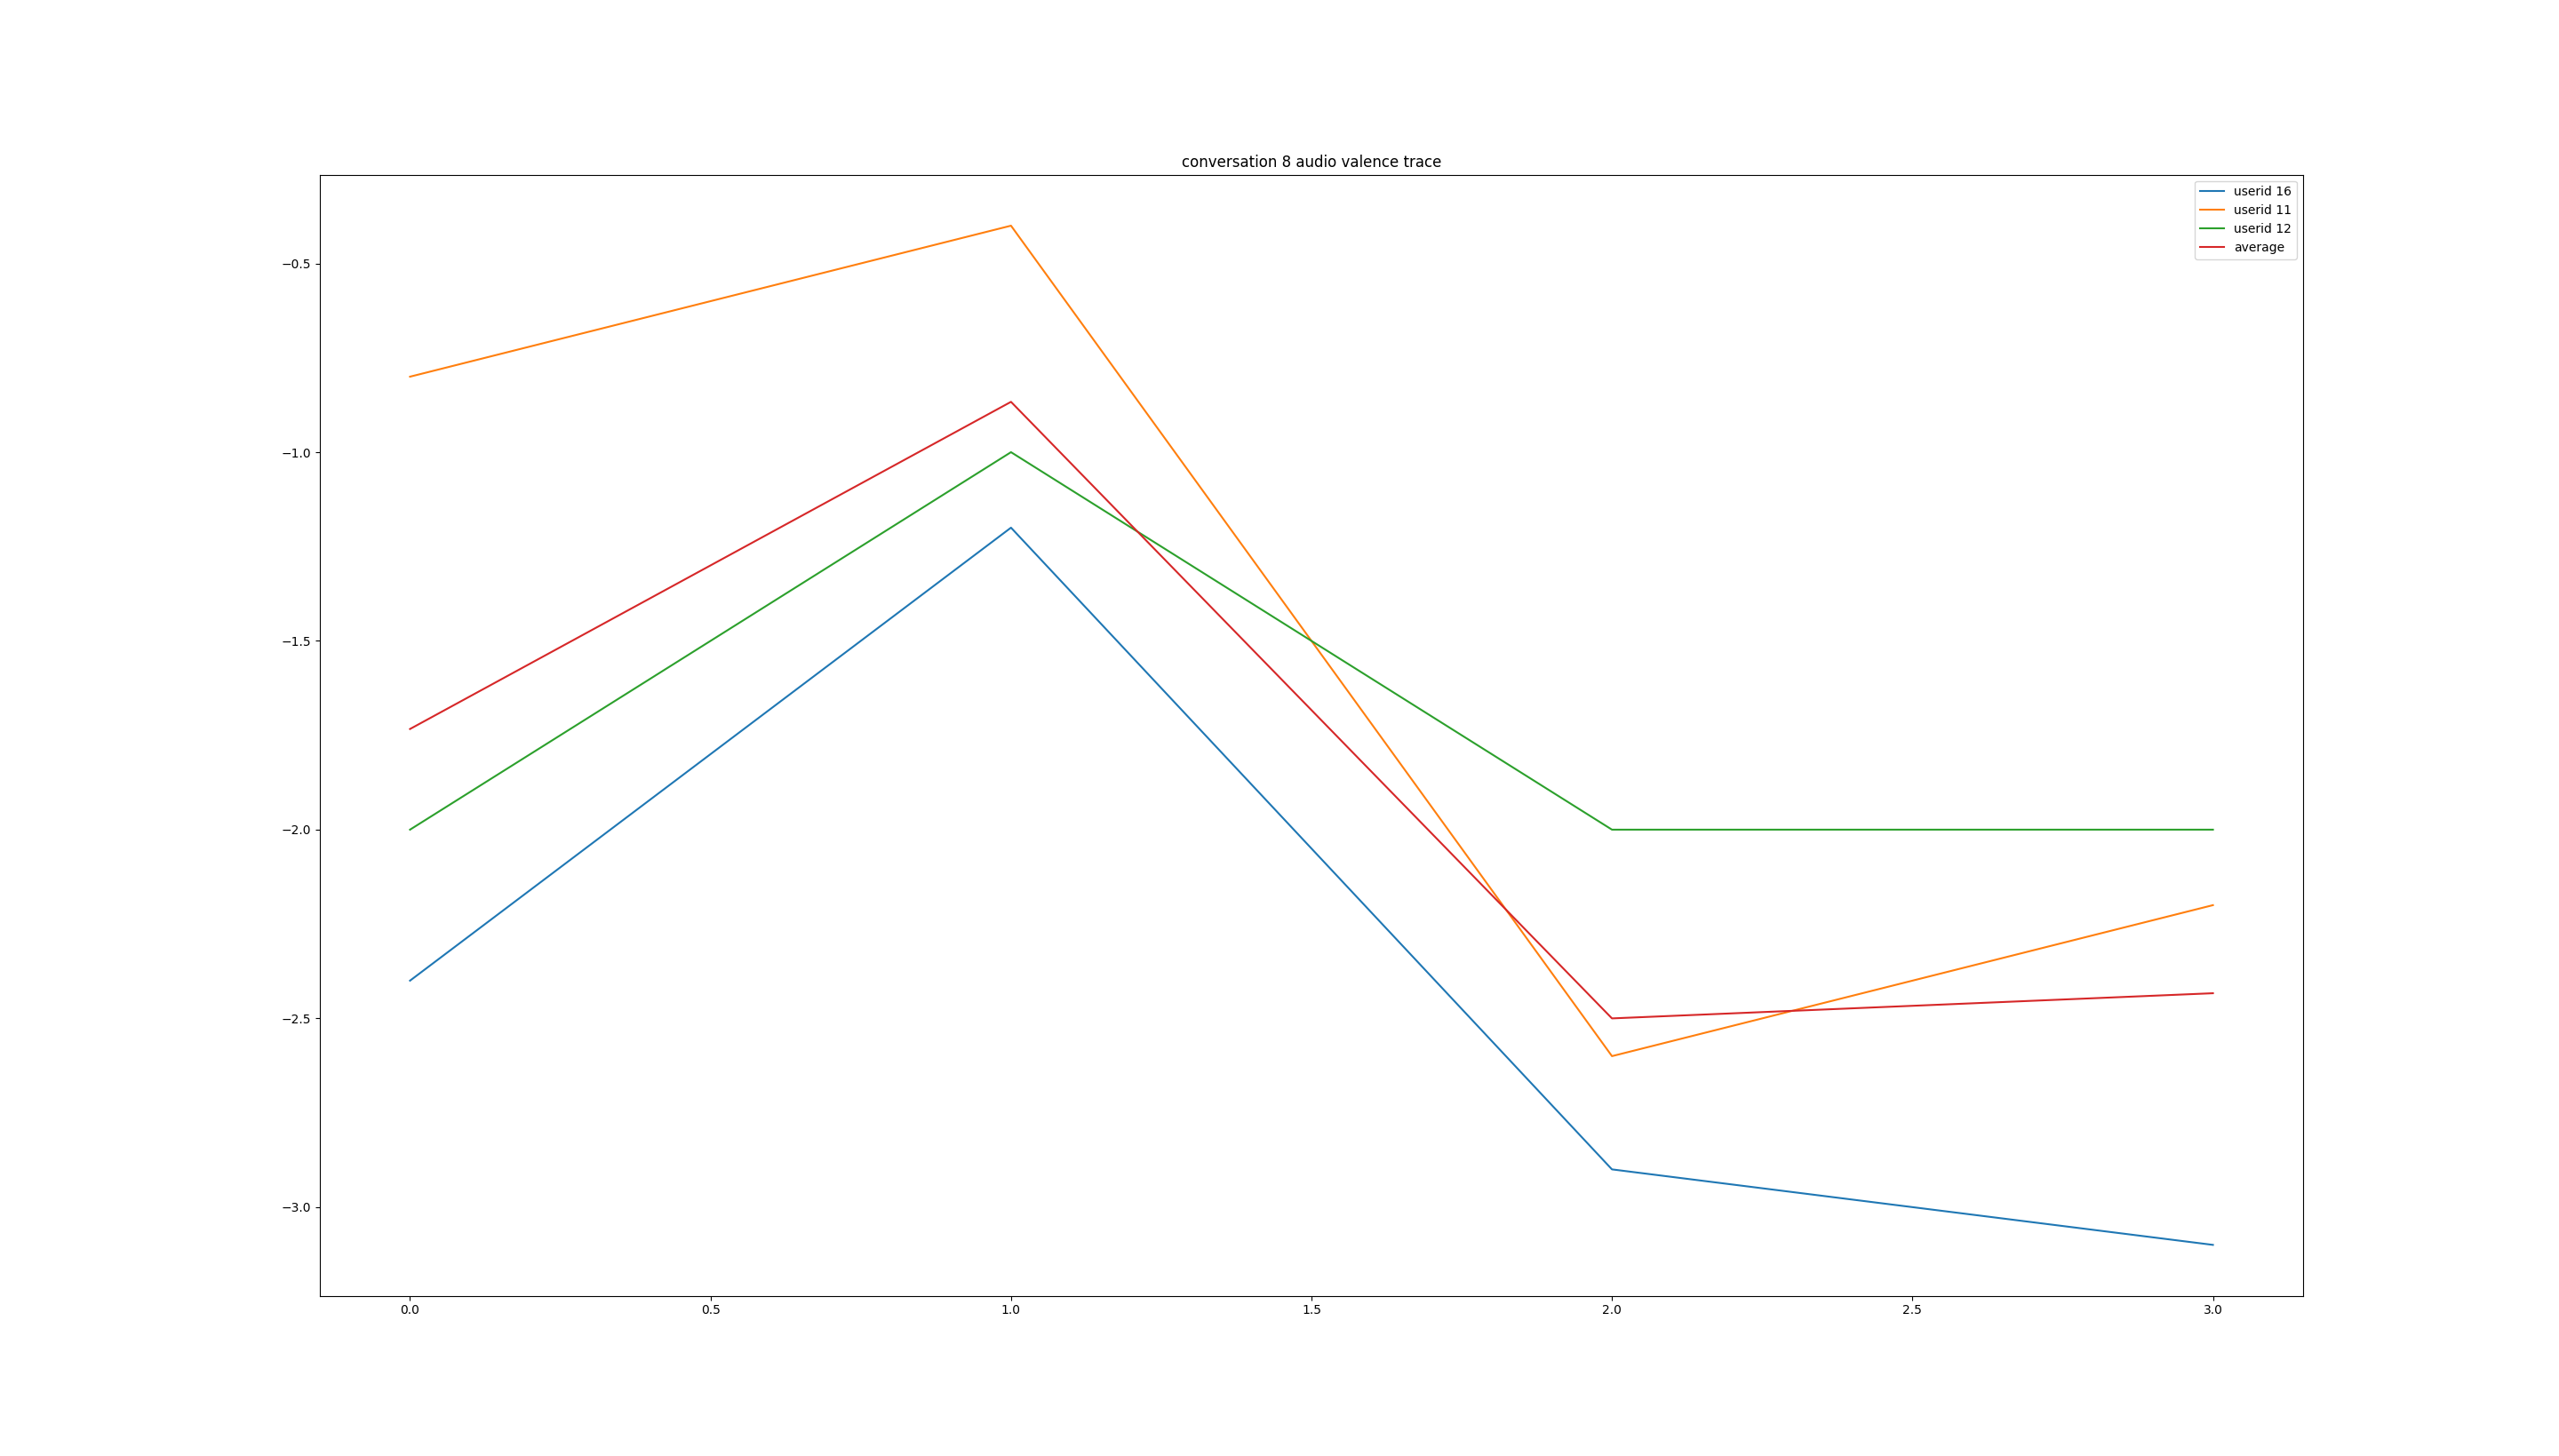 conversation 8 audio valence trace
userid 16
userid 11
userid 12
average
−0.5
−1.0
−1.5
−2.0
−2.5
−3.0
0.0 0.5 1.0 1.5 2.0 2.5 3.0